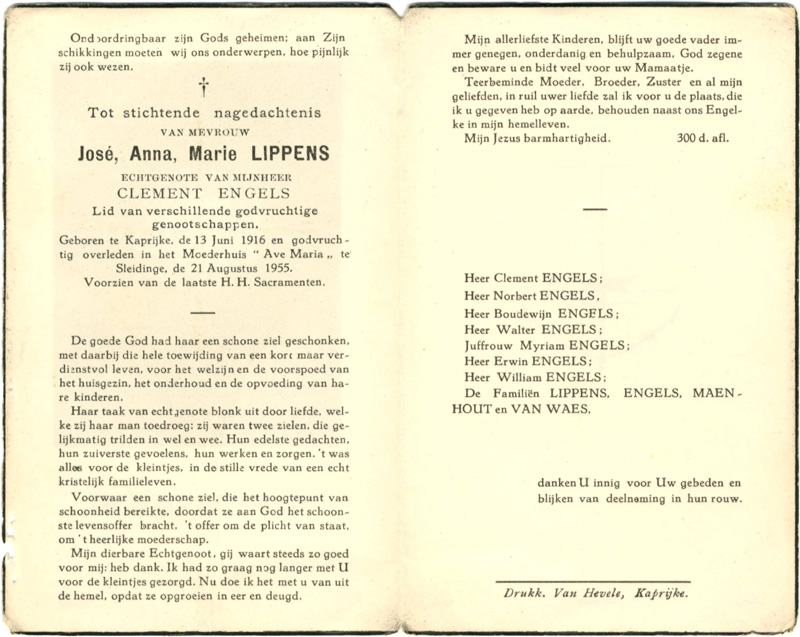 Ondoordringbaar zijn Gods geheimen; aan Zijn
schikkingen moeten wij ons onderwerpen, hoe pijnlijk
zij ook wezen.
†
Tot stichtende nagedachtenis
VAN MEVROUW
José, Anna, Marie LIPPENS
ECHTGENOTE VAN MIJNHEER
CLEMENT ENGELS
Lid van verschillende godvruchtige
genootschappen.
Geboren te Kaprijke, de 13 Juni 1916 en godvruch-
tig overleden in het Moederhuis “ Ave Maria „ te
Sleidinge, de 21 Augustus 1955.
Voorzien van de laatste H. H. Sacramenten.
De goede God had haar een schone ziel geschonken,
met daarbij die hele toewijding van een kort maar ver-
dienstvol leven, voor het welzijn en de voorspoed van
het huisgezin, het onderhoud en de opvoeding van ha-
re kinderen.
Haar taak van echtgenote blonk uit door liefde, wel-
ke zij haar man toedroeg; zij waren twee zielen, die ge-
lijkmatig trilden in wel en wee. Hun edelste gedachten,
hun zuiverste gevoelens, hun werken en zorgen, 't was
alles voor de kleintjes, in de stille vrede van een echt
kristelijk familieleven.
Voorwaar een schone ziel, die het hoogtepunt van
schoonheid bereikte, doordat ze aan God het schoon-
ste levensoffer bracht, 't offer om de plicht van staat,
om 't heerlijke moederschap.
Mijn dierbare Echtgenoot, gij waart steeds zo goed
voor mij: heb dank. Ik had zo graag nog langer met U
voor de kleintjes gezorgd. Nu doe ik het met u van uit
de hemel, opdat ze opgroeien in eer en deugd.
Mijn allerliefste Kinderen, blijft uw goede vader im-
mer genegen, onderdanig en behulpzaam, God zegene
en beware u en bidt veel voor uw Mamaatje.
Teerbeminde Moeder, Broeder, Zuster en al mijn
geliefden, in ruil uwer liefde zal ik voor u de plaats, die
ik u gegeven heb op aarde, behouden naast ons Engel-
ke in mijn hemelleven.
Mijn Jezus barmhartigheid. 300 d. afl.
Heer Clement ENGELS;
Heer Norbert ENGELS,
Heer Boudewijn ENGELS;
Heer Walter ENGELS;
Juffrouw Myriam ENGELS;
Heer Erwin ENGELS;
Heer William ENGELS;
De Familiën LIPPENS, ENGELS, MAEN-
HOUT en VAN WAES,
danken U innig voor Uw gebeden en
blijken van deelneming in hun rouw.
Drukk. Van Hevele, Kaprijke.